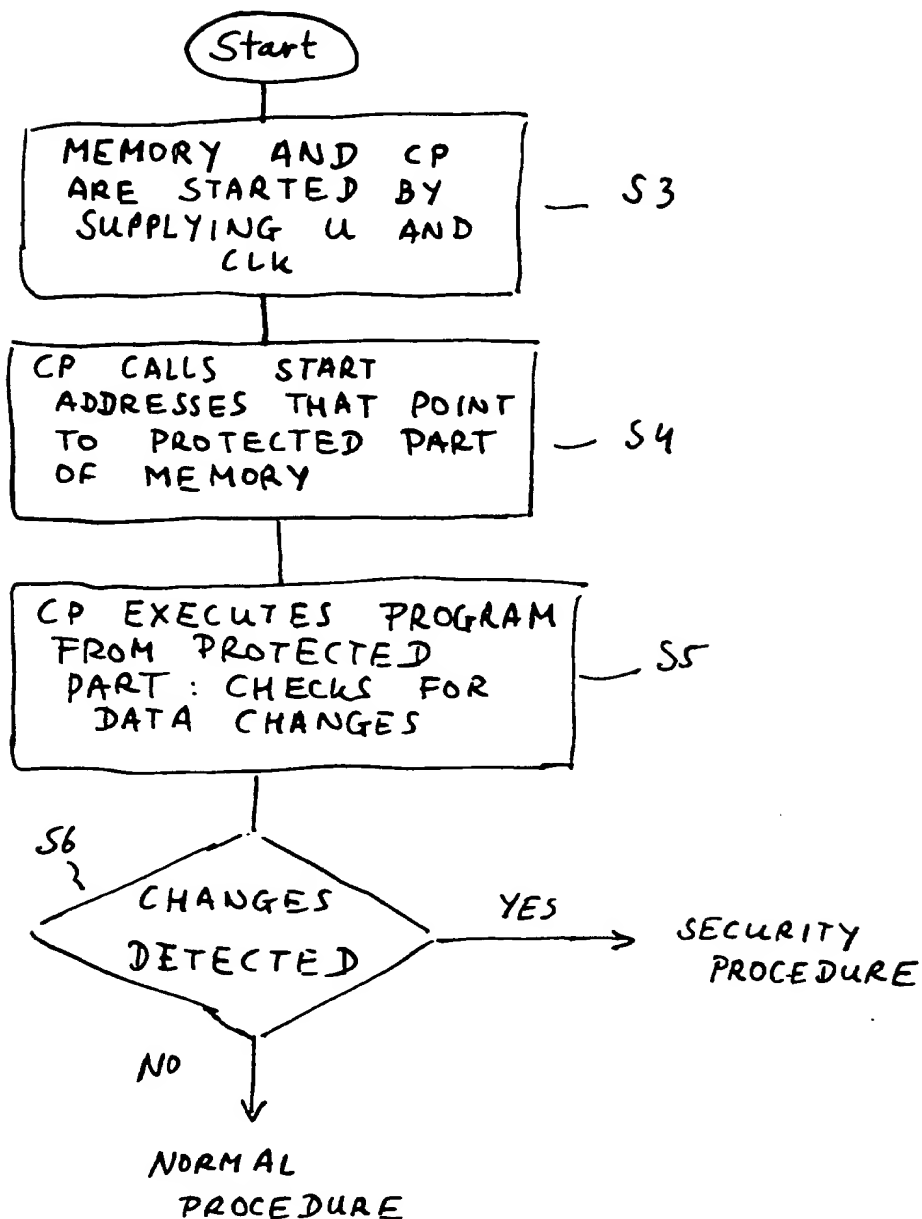 Start
MEMORY AND CP
ARE STARTED BY
SUPPLYING U AND
CLK
S3
CP CALLS START
ADDRESSES THAT POINT
TO PROTECTED PART
OF MEMORY
S4
CP EXECUTES PROGRAM
FROM PROTECTED
PART : CHECKS FOR
DATA CHANGES
S5
S6
CHANGES
DETECTED
YES
SECURITY
PROCEDURE
NO
NORMAL
PROCEDURE